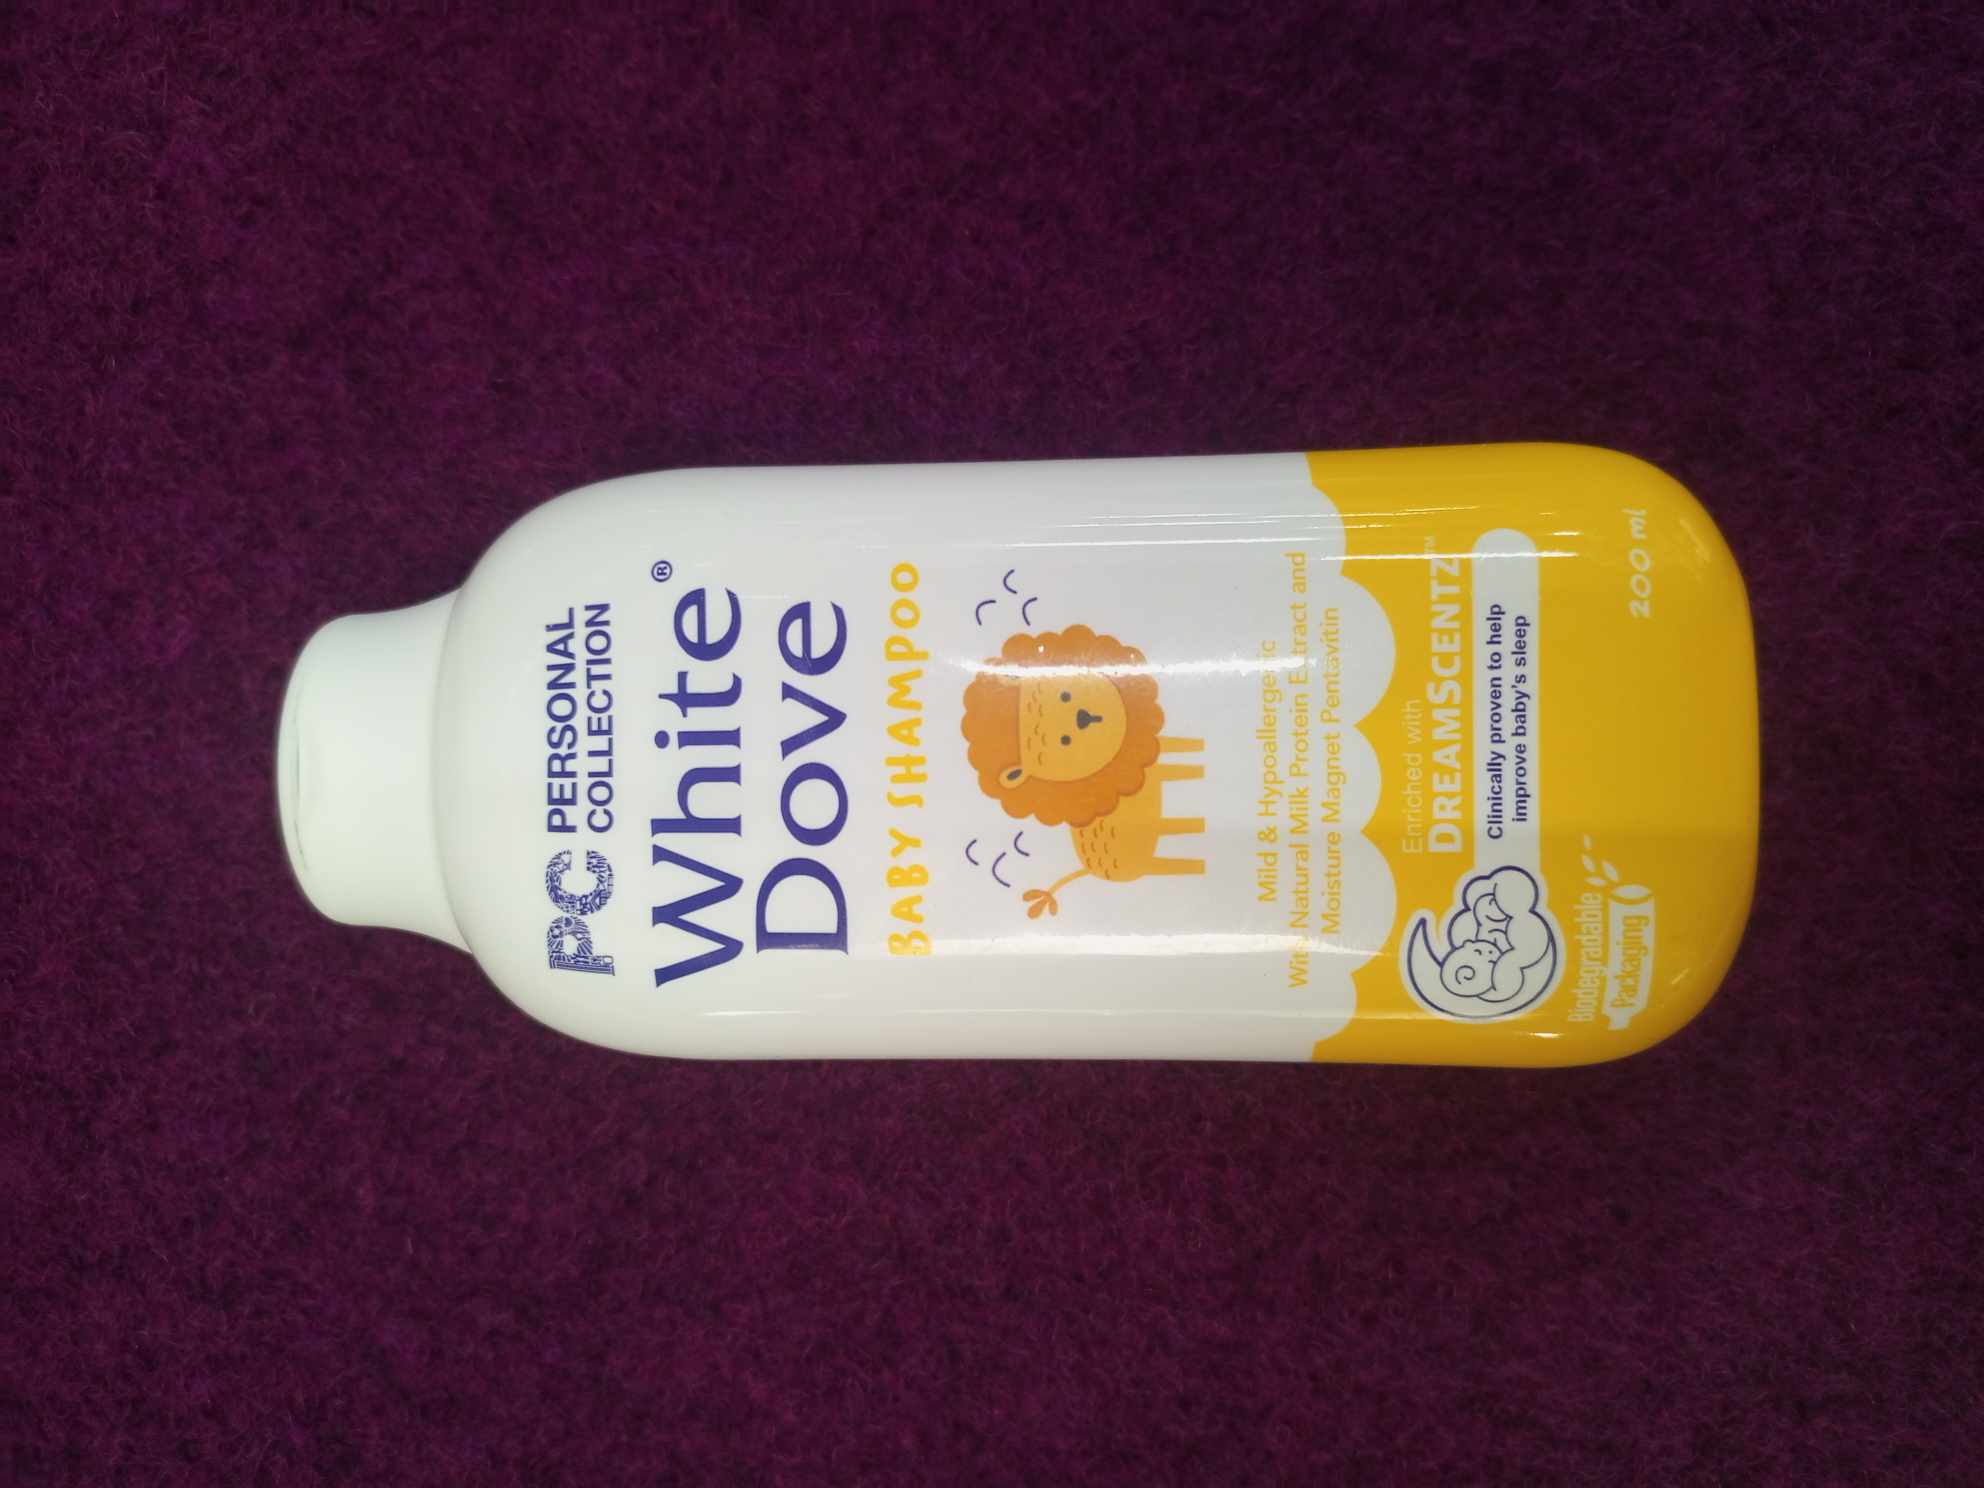 PC PERSONAL
COLLECTION
White®
Dove
BABY SHAMPOO
Mild & Hypoallergenic
With Natural Milk Protein Extract and
Moisture Magnet Pentavitin
Enriched with
DREAMSCENTZ™
Clinically proven to help
improve baby's sleep
Biodegradable
Packaging
200 ml